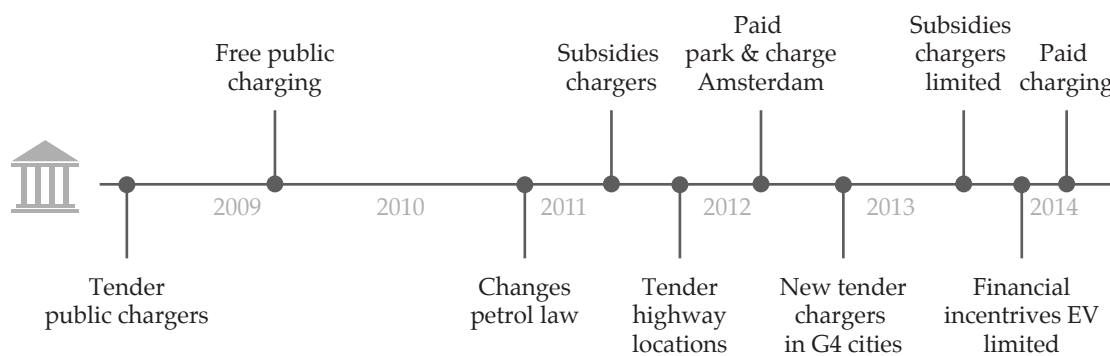 Free public
charging
Subsidies
chargers
Paid
park & charge
Amsterdam
Subsidies
chargers
limited
Paid
charging
2009
2010
2011
2012
2013
2014
Tender
public chargers
Changes
petrol law
Tender
highway
locations
New tender
chargers
in G4 cities
Financial
incentrives EV
limited